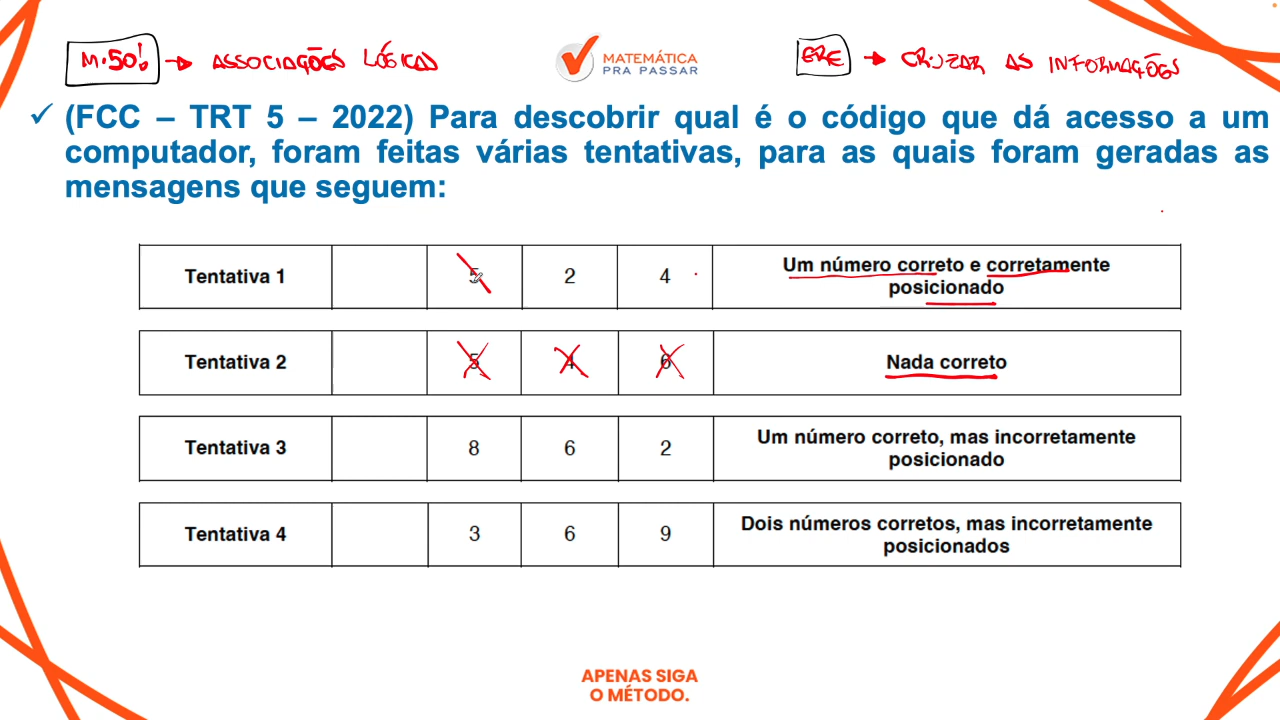 M.50! → ASSOCIAÇÕES LÓGICAS
MATEMÁTICA
PRA PASSAR
ERE → CRUZAR AS INFORMAÇÕES
✓ (FCC – TRT 5 – 2022) Para descobrir qual é o código que dá acesso a um
computador, foram feitas várias tentativas, para as quais foram geradas as
mensagens que seguem:
Tentativa 1 5 2 4 Um número correto e corretamente
posicionado
Tentativa 2 5 4 6 Nada correto
Tentativa 3 8 6 2 Um número correto, mas incorretamente
posicionado
Tentativa 4 3 6 9 Dois números corretos, mas incorretamente
posicionados
APENAS SIGA
O MÉTODO.